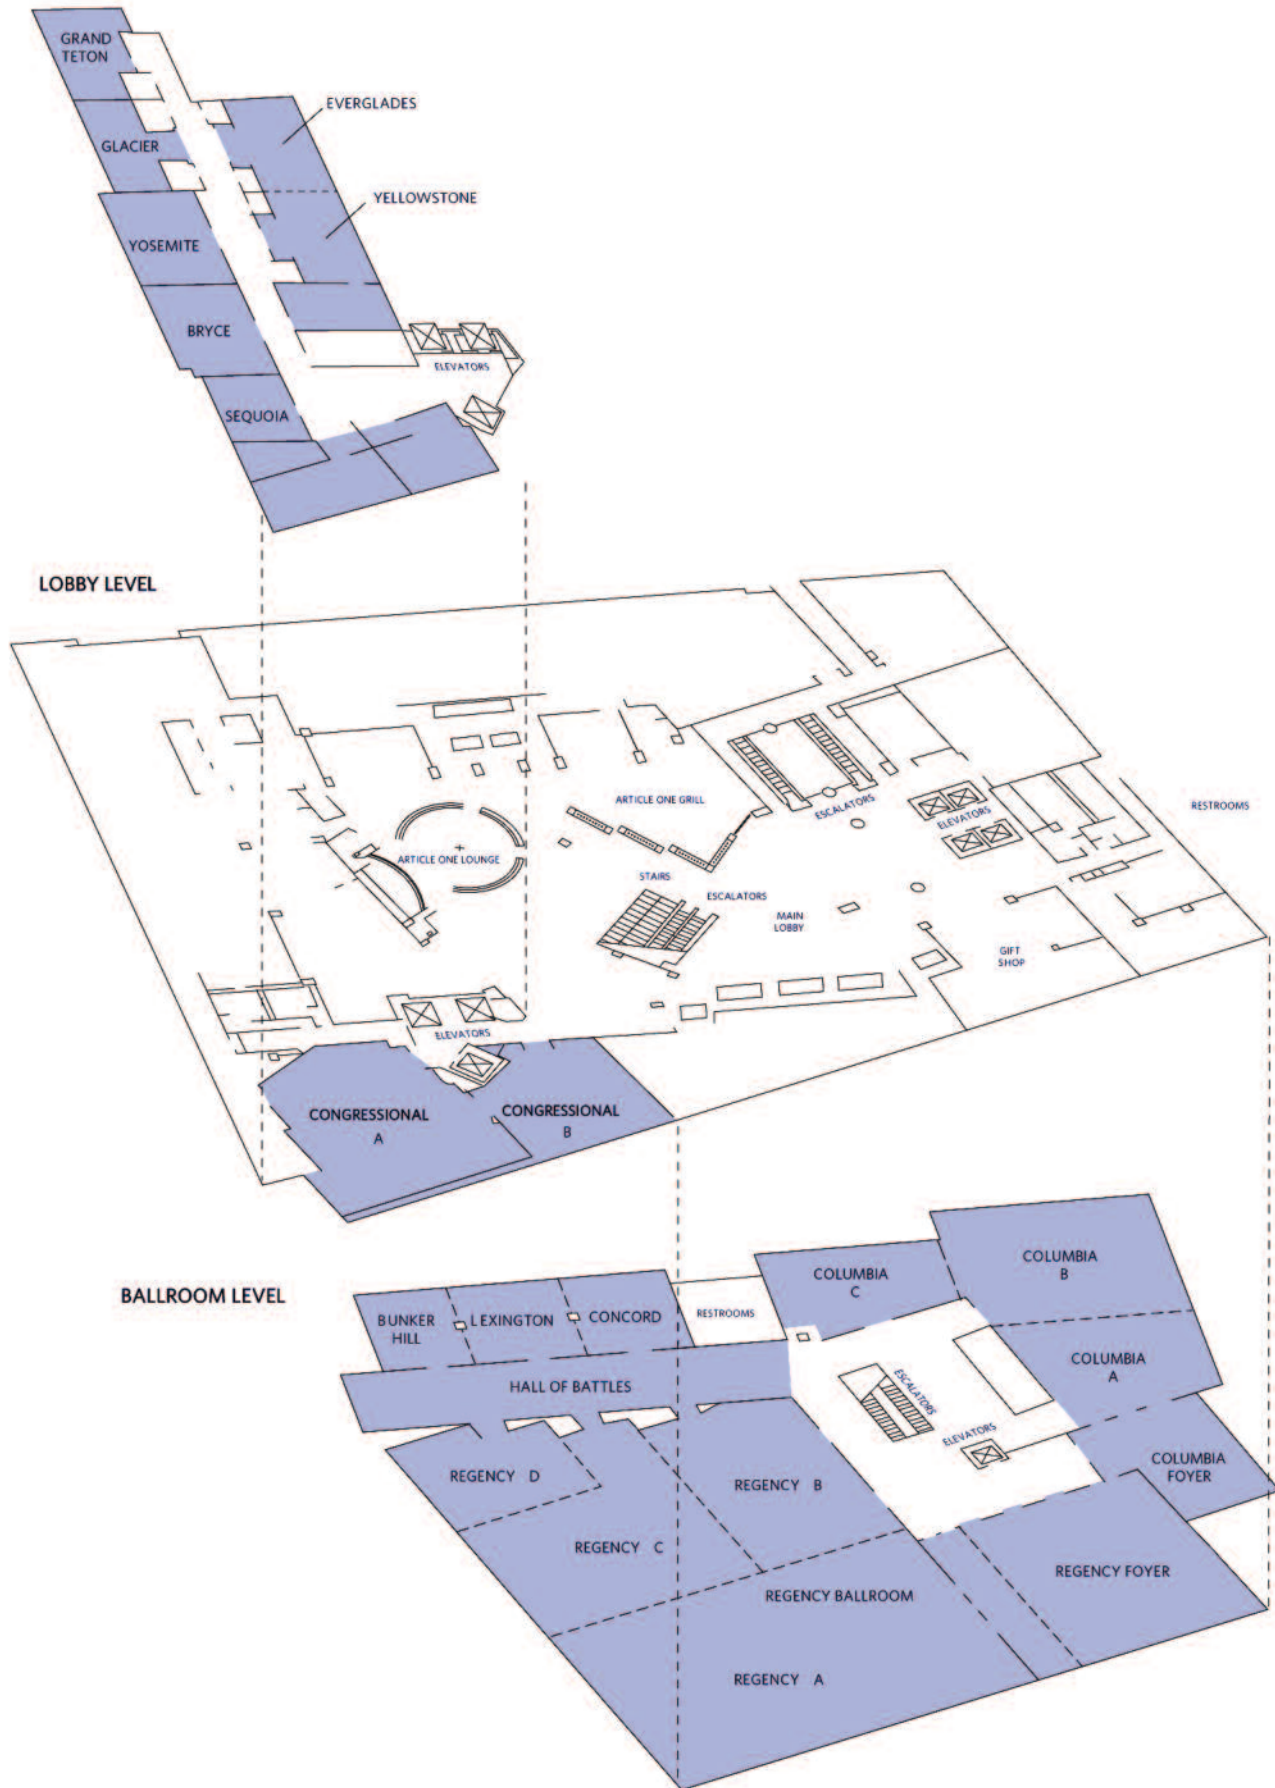 GRAND
TETON
EVERGLADES
GLACIER
YELLOWSTONE
YOSEMITE
BRYCE
ELEVATORS
SEQUOIA
LOBBY LEVEL
ARTICLE ONE GRILL
ESCALATORS
ELEVATORS
RESTROOMS
ARTICLE ONE LOUNGE
STAIRS
ESCALATORS
MAIN
LOBBY
GIFT
SHOP
ELEVATORS
CONGRESSIONAL
A
CONGRESSIONAL
B
BALLROOM LEVEL
COLUMBIA
B
COLUMBIA
C
BUNKER
HILL
LEXINGTON
CONCORD
RESTROOMS
COLUMBIA
A
HALL OF BATTLES
ESCALATORS
ELEVATORS
COLUMBIA
FOYER
REGENCY D
REGENCY B
REGENCY C
REGENCY FOYER
REGENCY BALLROOM
REGENCY A